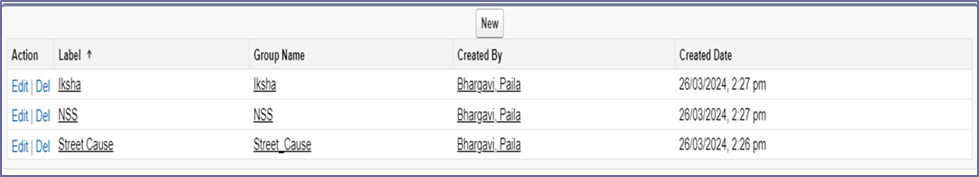 New
Action Label ↑ Group Name Created By Created Date
Edit | Del Iksha Iksha Bhargavi, Paila 26/03/2024, 2:27 pm
Edit | Del NSS NSS Bhargavi, Paila 26/03/2024, 2:27 pm
Edit | Del Street Cause Street_Cause Bhargavi, Paila 26/03/2024, 2:26 pm